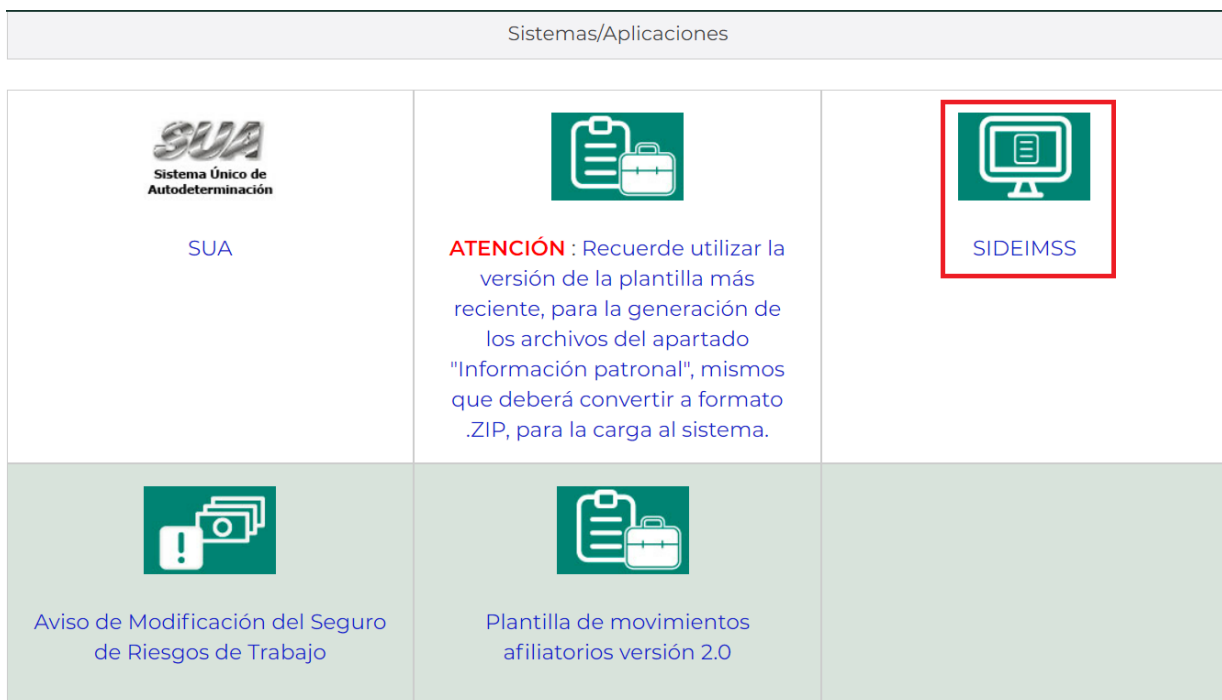 Sistemas/Aplicaciones
SUA
Sistema Único de
Autodeterminación
SUA
ATENCIÓN : Recuerde utilizar la
versión de la plantilla más
reciente, para la generación de
los archivos del apartado
"Información patronal", mismos
que deberá convertir a formato
.ZIP, para la carga al sistema.
SIDEIMSS
Aviso de Modificación del Seguro
de Riesgos de Trabajo
Plantilla de movimientos
afiliatorios versión 2.0